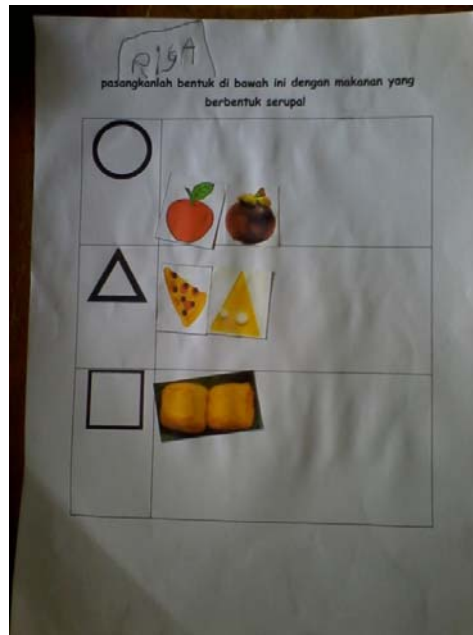 RISA
pasangkanlah bentuk di bawah ini dengan makanan yang
berbentuk serupa!